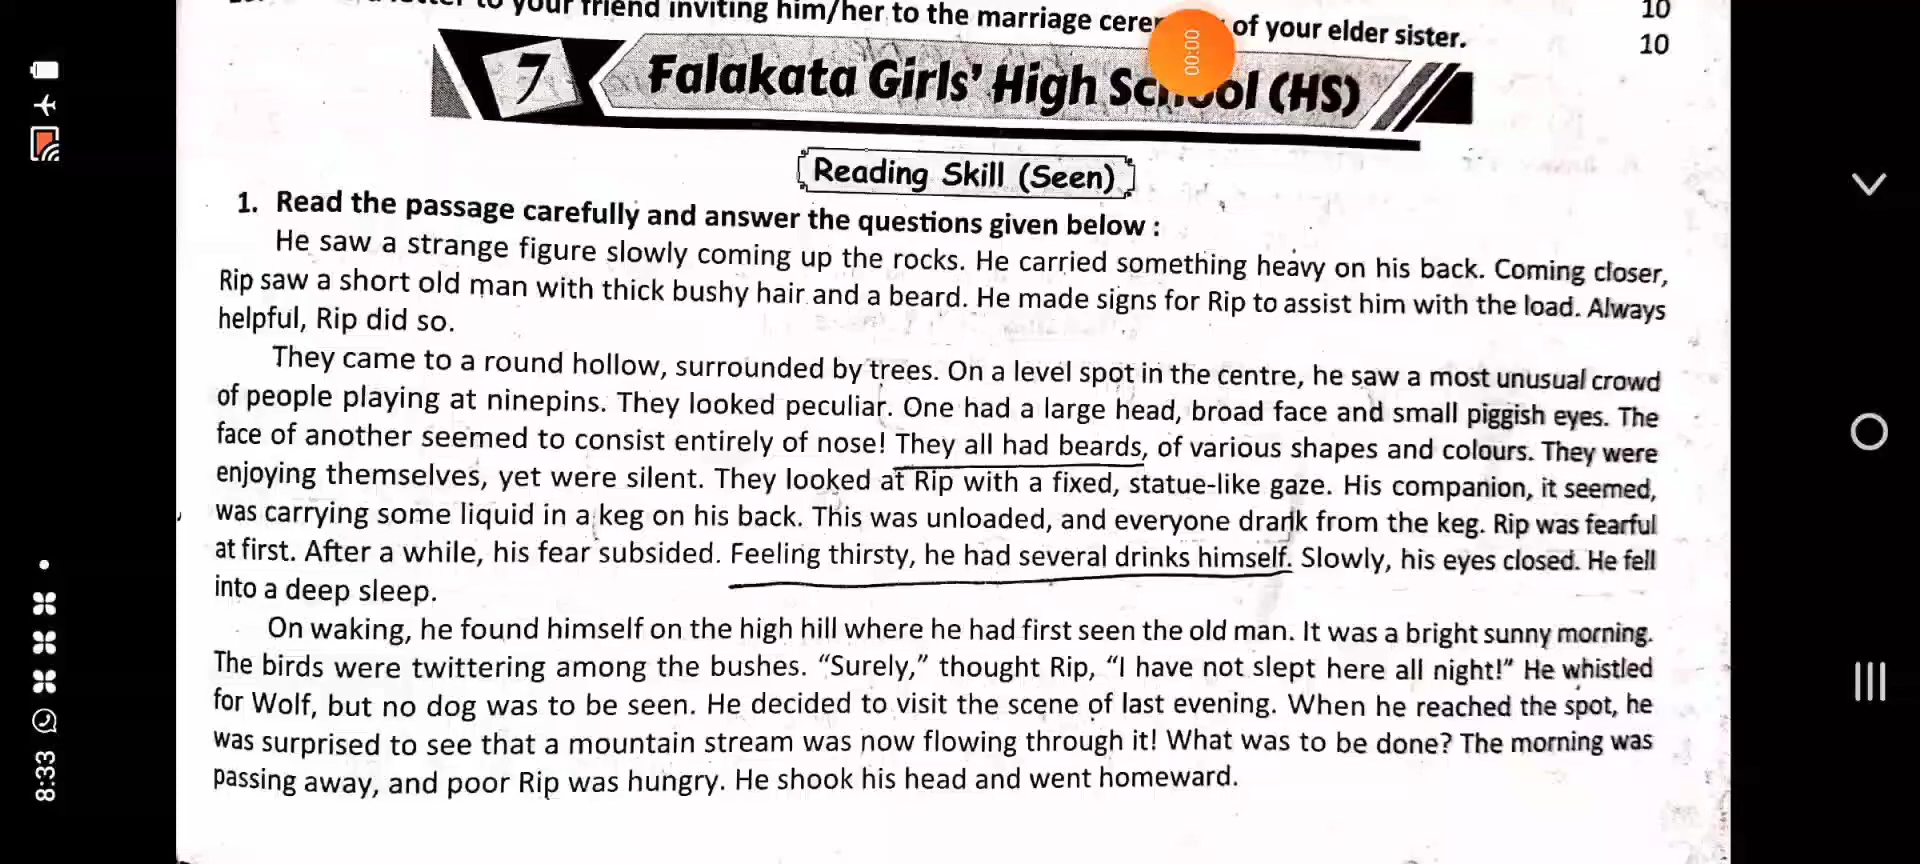 to your friend inviting him/her to the marriage of your elder sister. 10
10
7 Falakata Girls' High School (HS)
00:00
Reading Skill (Seen)
1. Read the passage carefully and answer the questions given below :
He saw a strange figure slowly coming up the rocks. He carried something heavy on his back. Coming closer,
Rip saw a short old man with thick bushy hair and a beard. He made signs for Rip to assist him with the load. Always
helpful, Rip did so.
They came to a round hollow, surrounded by trees. On a level spot in the centre, he saw a most unusual crowd
of people playing at ninepins. They looked peculiar. One had a large head, broad face and small piggish eyes. The
face of another seemed to consist entirely of nose! They all had beards, of various shapes and colours. They were
enjoying themselves, yet were silent. They looked at Rip with a fixed, statue-like gaze. His companion, it seemed,
was carrying some liquid in a keg on his back. This was unloaded, and everyone drank from the keg. Rip was fearful
at first. After a while, his fear subsided. Feeling thirsty, he had several drinks himself. Slowly, his eyes closed. He fell
into a deep sleep.
On waking, he found himself on the high hill where he had first seen the old man. It was a bright sunny morning.
The birds were twittering among the bushes. “Surely,” thought Rip, “I have not slept here all night!” He whistled
for Wolf, but no dog was to be seen. He decided to visit the scene of last evening. When he reached the spot, he
was surprised to see that a mountain stream was now flowing through it! What was to be done? The morning was
passing away, and poor Rip was hungry. He shook his head and went homeward.
8:33